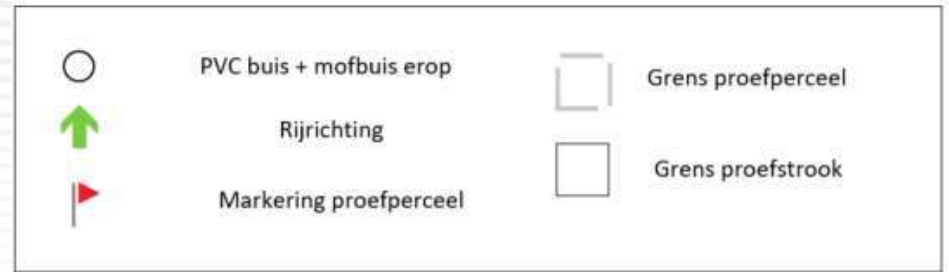 PVC buis + mofbuis erop
Rijrichting
Markering proefperceel
Grens proefperceel
Grens proefstrook